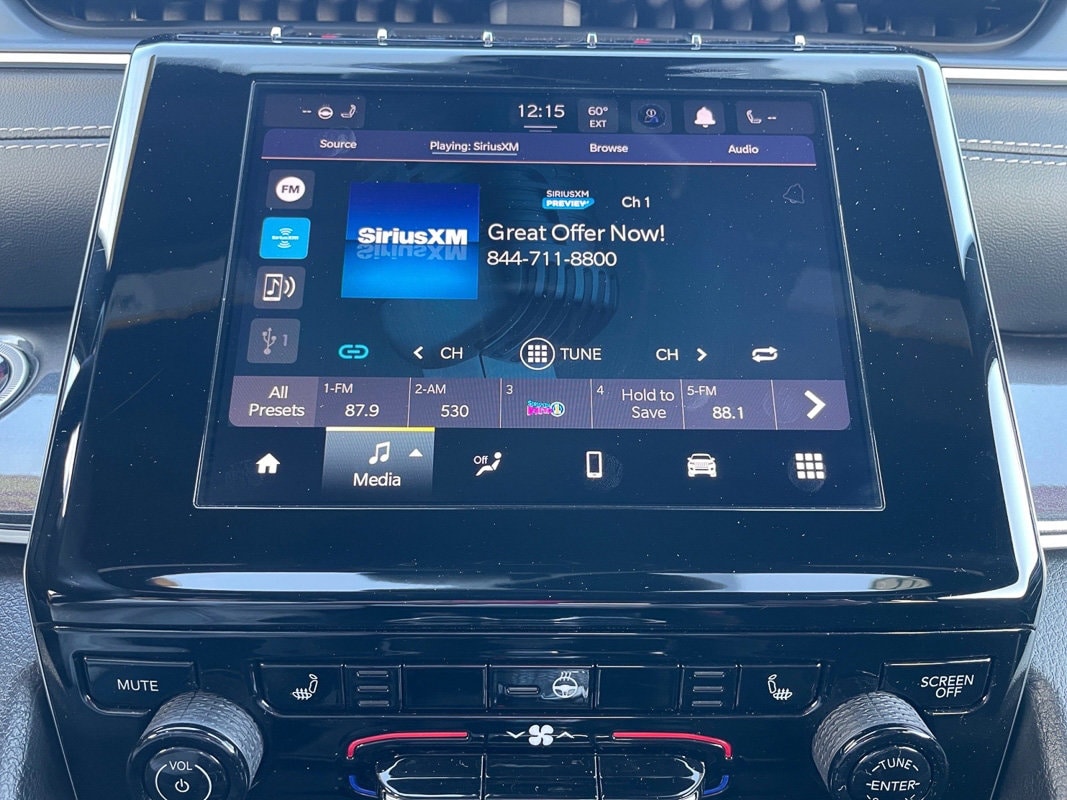 12:15
60°
EXT
Source
Playing: SiriusXM
Browse
Audio
FM
SiriusXM
SIRIUSXM
PREVIEW
Ch 1
Great Offer Now!
844-711-8800
1
< CH
TUNE
CH >
All
Presets
1-FM
87.9
2-AM
530
3
4
Hold to
Save
5-FM
88.1
Media
Off
MUTE
SCREEN
OFF
VOL
TUNE
ENTER